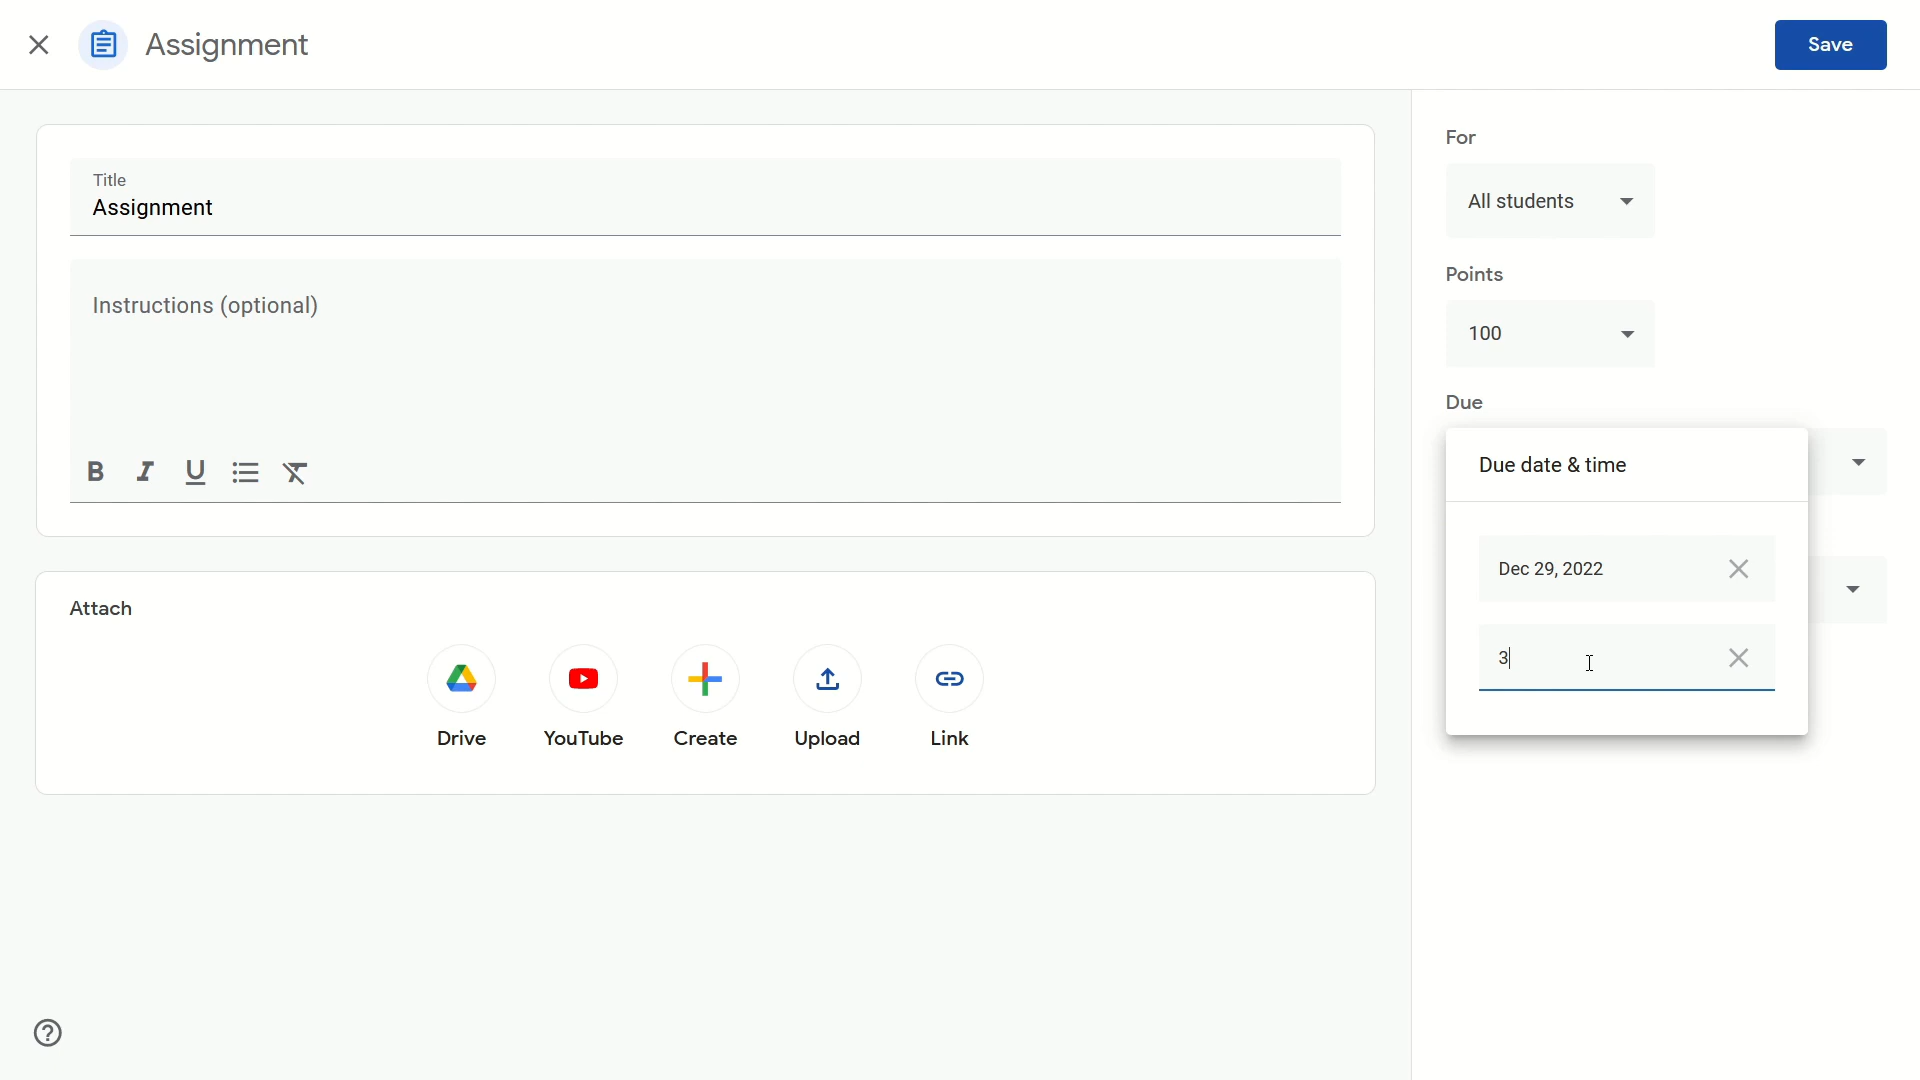 Assignment
Save
Title
Assignment
Instructions (optional)
B I U
Attach
Drive
YouTube
Create
Upload
Link
For
All students
Points
100
Due
Due date & time
Dec 29, 2022
3